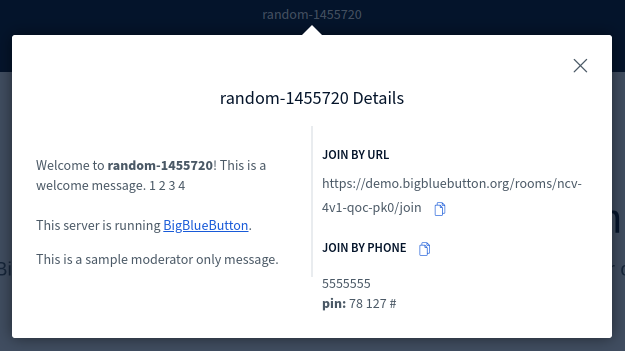 random-1455720
random-1455720 Details
Welcome to random-1455720! This is a
welcome message. 1 2 3 4
This server is running BigBlueButton.
This is a sample moderator only message.
JOIN BY URL
https://demo.bigbluebutton.org/rooms/ncv-
4v1-qoc-pk0/join
JOIN BY PHONE
5555555
pin: 78 127 #